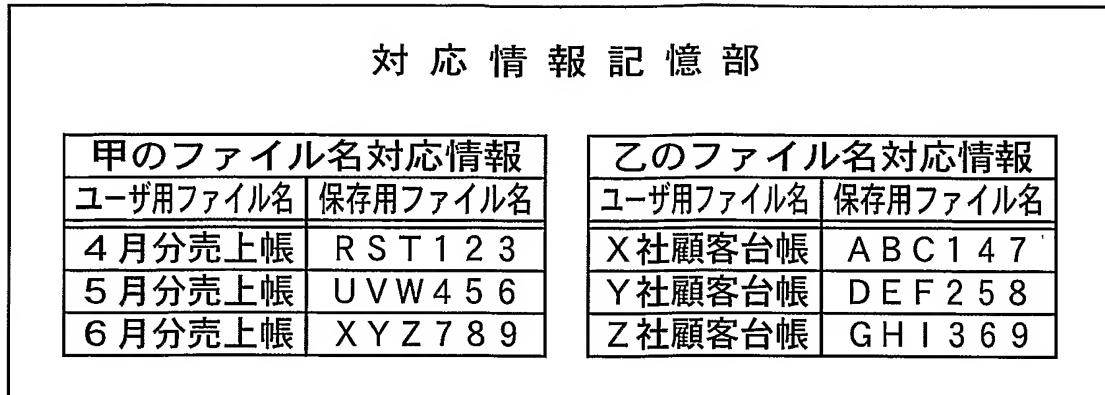 対応情報記憶部
甲のファイル名対応情報
ユーザ用ファイル名 保存用ファイル名
4月分売上帳 RST123
5月分売上帳 UVW456
6月分売上帳 XYZ789
乙のファイル名対応情報
ユーザ用ファイル名 保存用ファイル名
X社顧客台帳 ABC147
Y社顧客台帳 DEF258
Z社顧客台帳 GHI369